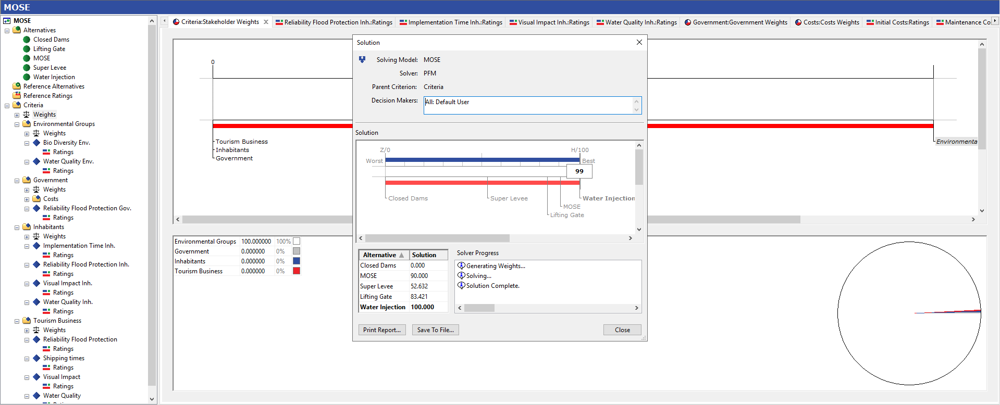 MOSE
MOSE
Alternatives
Closed Dams
Lifting Gate
MOSE
Super Levee
Water Injection
Reference Alternatives
Reference Ratings
Criteria
Weights
Environmental Groups
Weights
Bio Diversity Env.
Ratings
Water Quality Env.
Ratings
Government
Weights
Costs
Reliability Flood Protection Gov.
Ratings
Inhabitants
Weights
Implementation Time Inh.
Ratings
Reliability Flood Protection Inh.
Ratings
Visual Impact Inh.
Ratings
Water Quality Inh.
Ratings
Tourism Business
Weights
Reliability Flood Protection
Ratings
Shipping times
Ratings
Visual Impact
Ratings
Water Quality
Criteria:Stakeholder Weights
Reliability Flood Protection Inh.:Ratings
Implementation Time Inh.:Ratings
Visual Impact Inh.:Ratings
Water Quality Inh.:Ratings
Government:Government Weights
Costs:Costs Weights
Initial Costs:Ratings
Maintenance Co
0
Tourism Business
Inhabitants
Government
Environmenta
Environmental Groups 100.000000 100%
Government 0.000000 0%
Inhabitants 0.000000 0%
Tourism Business 0.000000 0%
Solution
Solving Model: MOSE
Solver: PFM
Parent Criterion: Criteria
Decision Makers: All: Default User
Solution
Z/0 H/100
Worst Best
99
Closed Dams Super Levee Water Injection
MOSE
Lifting Gate
Alternative Solution
Closed Dams 0.000
MOSE 90.000
Super Levee 52.632
Lifting Gate 83.421
Water Injection 100.000
Solver Progress
Generating Weights...
Solving...
Solution Complete.
Print Report... Save To File... Close